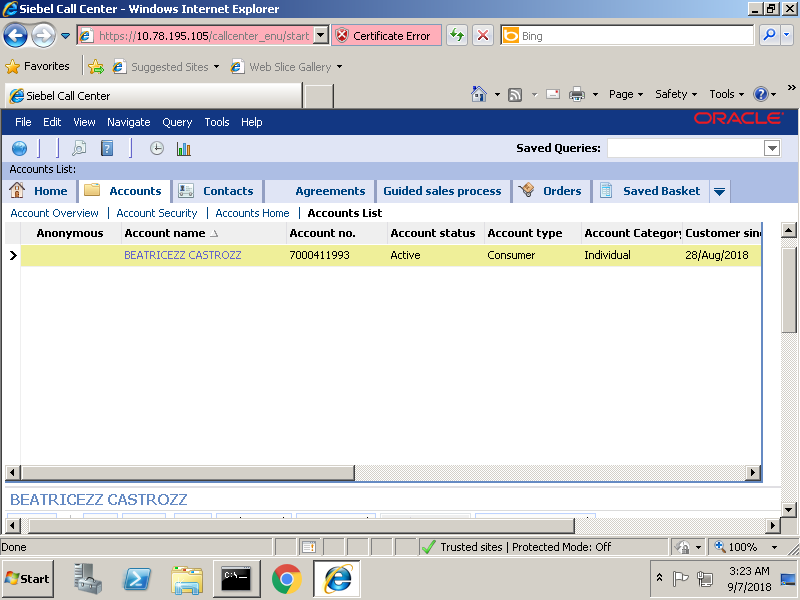 Siebel Call Center - Windows Internet Explorer
https://10.78.195.105/callcenter_enu/start
Certificate Error
Bing
Favorites
Suggested Sites
Web Slice Gallery
Siebel Call Center
Page
Safety
Tools
File Edit View Navigate Query Tools Help
ORACLE
Saved Queries:
Accounts List:
Home Accounts Contacts Agreements Guided sales process Orders Saved Basket
Account Overview | Account Security | Accounts Home | Accounts List
Anonymous Account name Account no. Account status Account type Account Category Customer sin
BEATRICEZZ CASTROZZ 7000411993 Active Consumer Individual 28/Aug/2018
BEATRICEZZ CASTROZZ
Done
Trusted sites | Protected Mode: Off
100%
Start
C:\
3:23 AM
9/7/2018